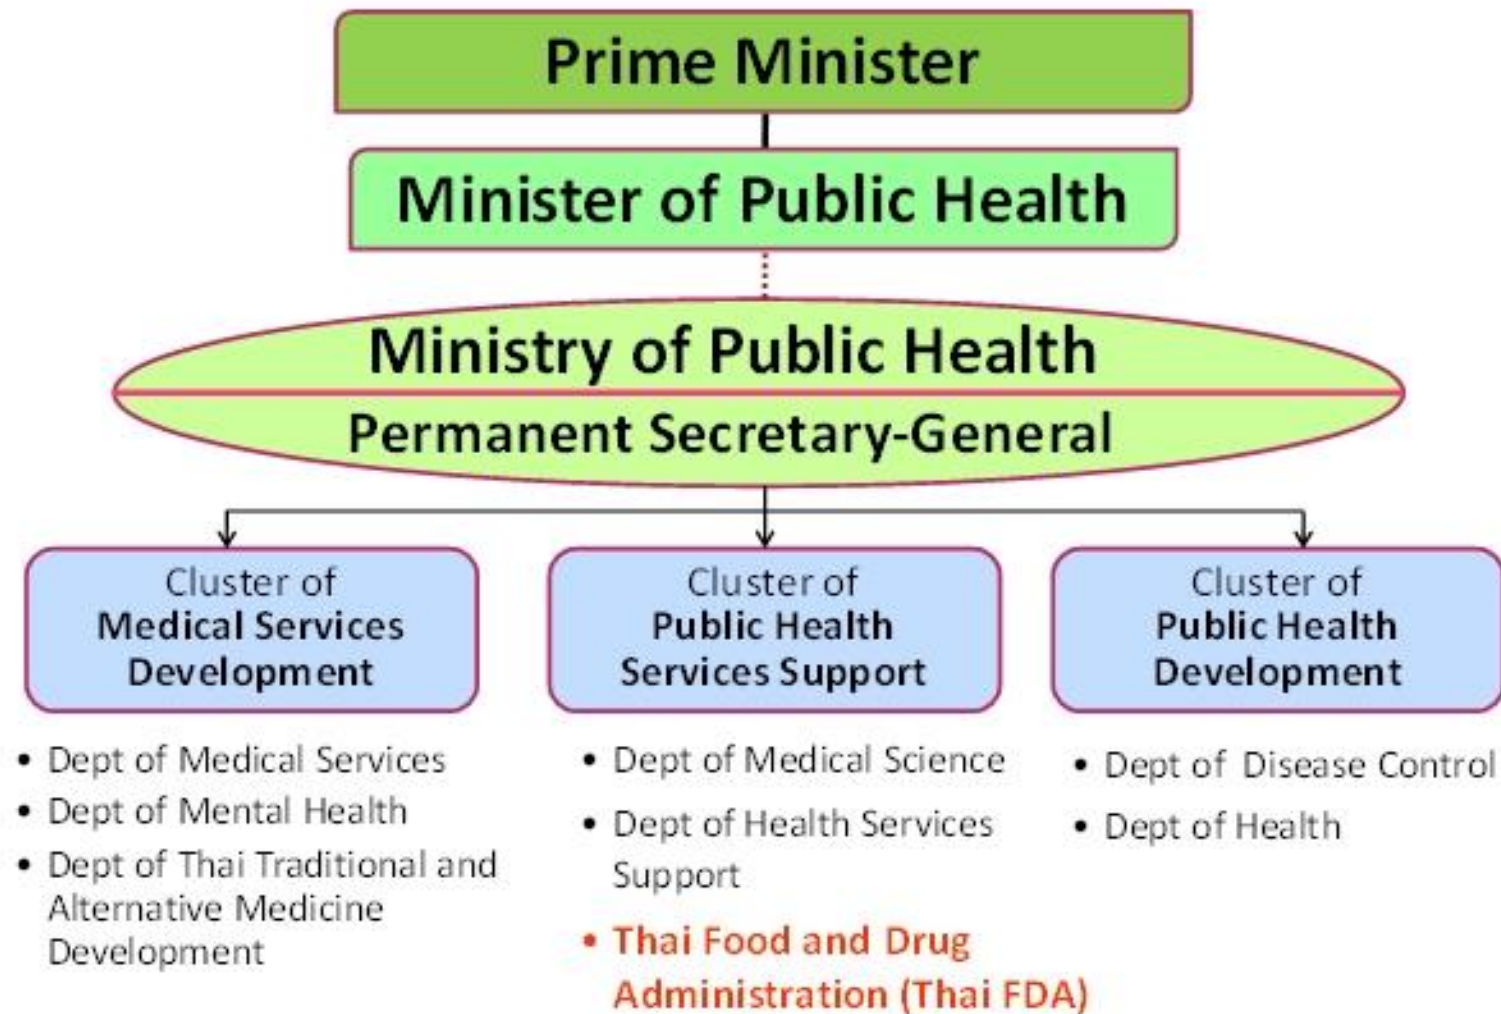 Prime Minister
Minister of Public Health
Ministry of Public Health
Permanent Secretary-General
Cluster of
Medical Services
Development
• Dept of Medical Services
• Dept of Mental Health
• Dept of Thai Traditional and
Alternative Medicine
Development
Cluster of
Public Health
Services Support
• Dept of Medical Science
• Dept of Health Services
Support
• Thai Food and Drug
Administration (Thai FDA)
Cluster of
Public Health
Development
• Dept of Disease Control
• Dept of Health